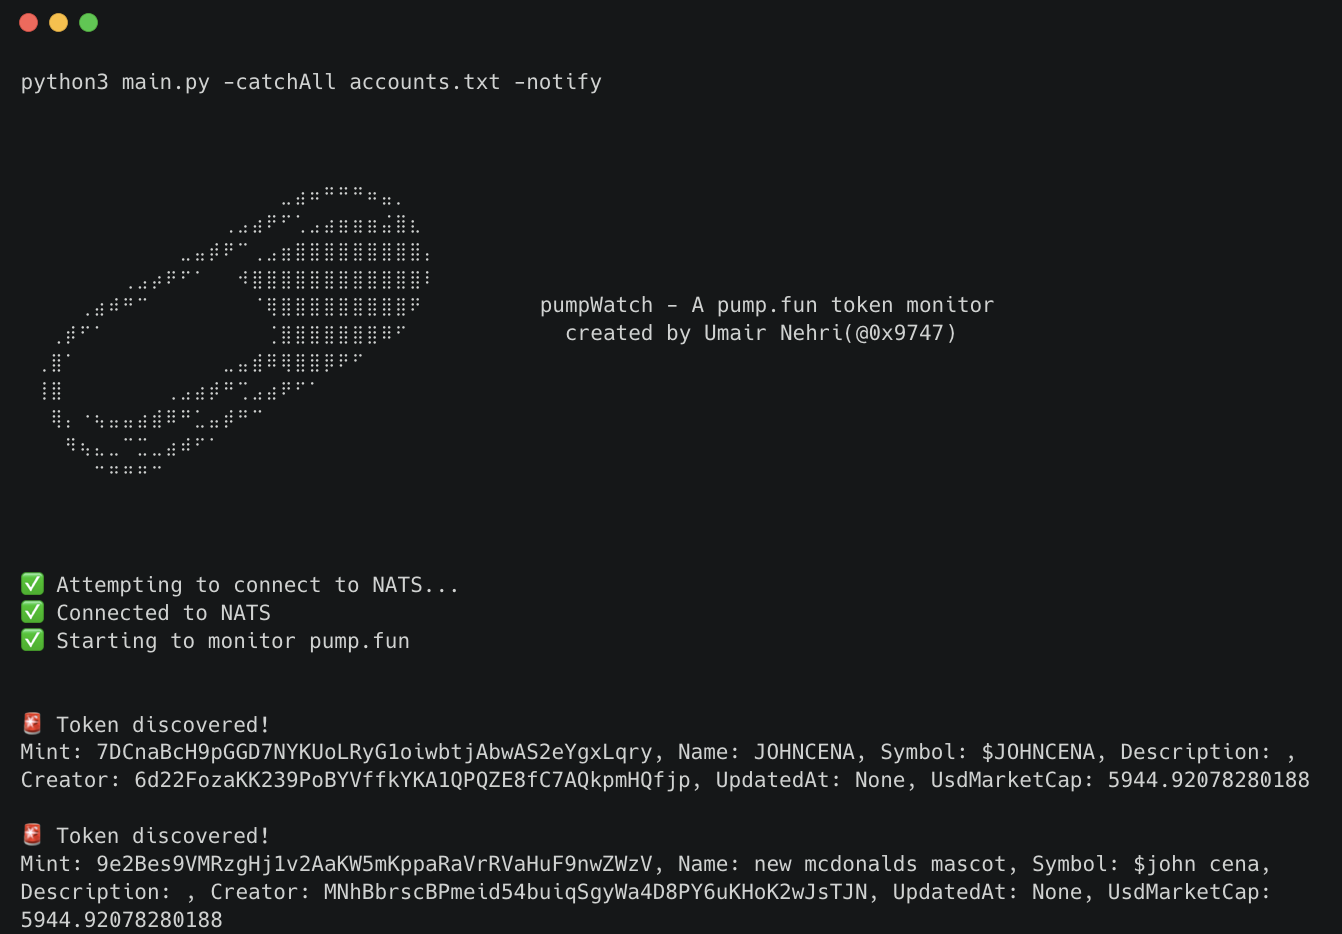 python3 main.py -catchAll accounts.txt -notify
pumpWatch - A pump.fun token monitor
created by Umair Nehri(@0x9747)
✅ Attempting to connect to NATS...
✅ Connected to NATS
✅ Starting to monitor pump.fun
🚨 Token discovered!
Mint: 7DCnaBcH9pGGD7NYKUoLRyG1oiwbtjAbwAS2eYgxLqry, Name: JOHNCENA, Symbol: $JOHNCENA, Description: ,
Creator: 6d22FozaKK239PoBYVffkYKA1QPQZE8fC7AQkpmHQfjp, UpdatedAt: None, UsdMarketCap: 5944.92078280188
🚨 Token discovered!
Mint: 9e2Bes9VMRzgHj1v2AaKW5mKppaRaVrRVaHuF9nwZWzV, Name: new mcdonalds mascot, Symbol: $john cena,
Description: , Creator: MNhBbrscBPmeid54buiqSgyWa4D8PY6uKHoK2wJsTJN, UpdatedAt: None, UsdMarketCap:
5944.92078280188